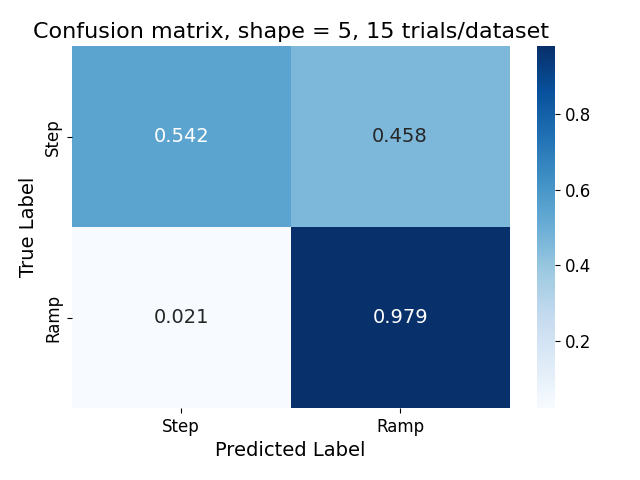 Confusion matrix, shape = 5, 15 trials/dataset
True Label
Step
Ramp
0.542
0.458
0.021
0.979
Step
Ramp
Predicted Label
0.8
0.6
0.4
0.2